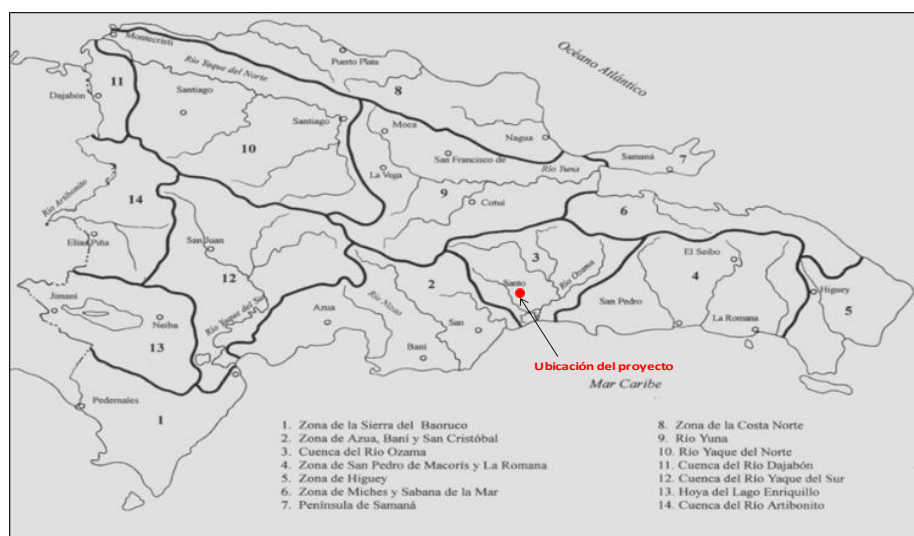 Montecristi
Puerto Plata
Océano Atlántico
Río Yaque del Norte
11
8
Dajabón
Santiago
Santiago
Moca
Nagua
10
San Francisco de
Samaná
7
La Vega
Río Yuna
14
9
Río Artibonito
Cotuí
6
Elías Piña
San Juan
El Seibo
3
12
2
Santo
Río Ozama
4
Jimaní
Río Nizao
San Pedro
Higuey
Neiba
Río Yaque del Sur
Azua
San
La Romana
5
13
Baní
Ubicación del proyecto
Mar Caribe
Pedernales
1
1. Zona de la Sierra del Baoruco
2. Zona de Azua, Baní y San Cristóbal
3. Cuenca del Río Ozama
4. Zona de San Pedro de Macorís y La Romana
5. Zona de Higuey
6. Zona de Miches y Sabana de la Mar
7. Península de Samaná
8. Zona de la Costa Norte
9. Río Yuna
10. Río Yaque del Norte
11. Cuenca del Río Dajabón
12. Cuenca del Río Yaque del Sur
13. Hoya del Lago Enriquillo
14. Cuenca del Río Artibonito